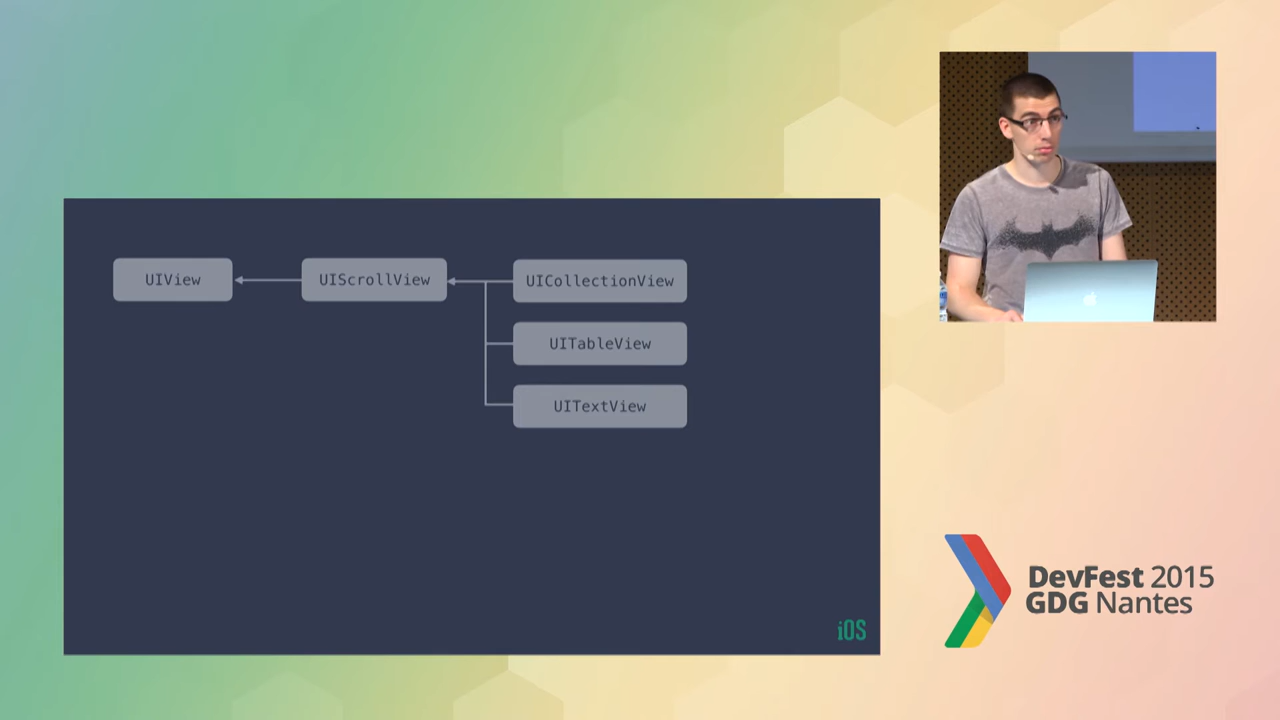 UIView
UIScrollView
UICollectionView
UITableView
UITextView
iOS
DevFest 2015
GDG Nantes